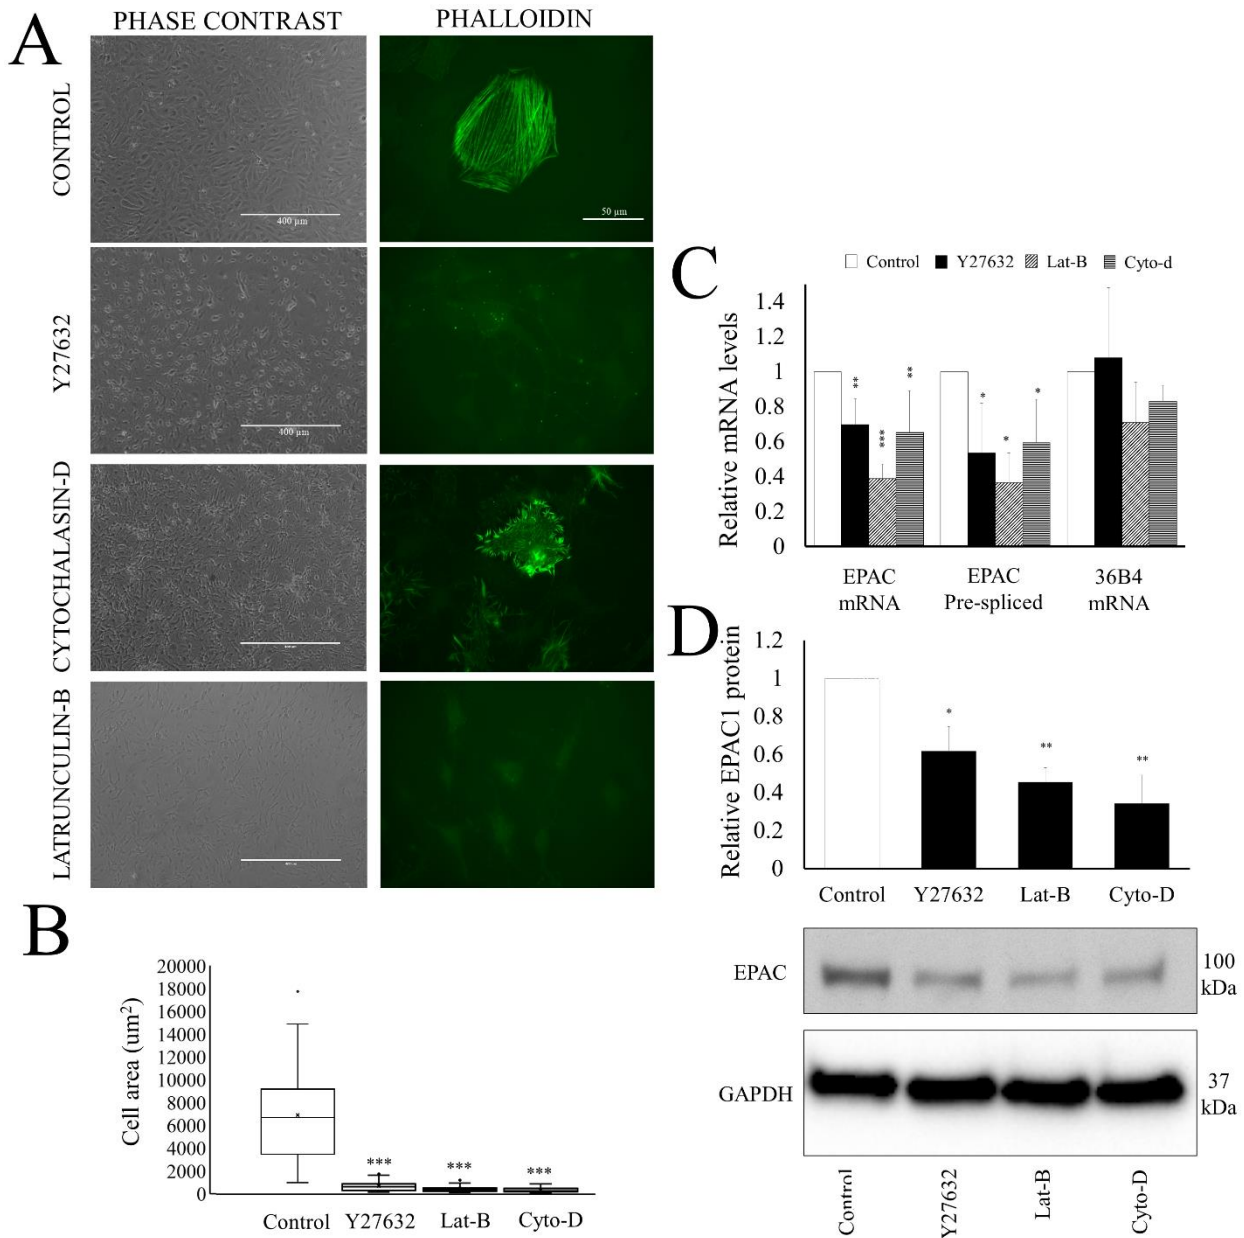 A
PHASE CONTRAST
PHALLOIDIN
CONTROL
400 µm
50 µm
Y27632
400 µm
CYTOCHALASIN-D
LATRUNCULIN-B
B
Cell area (um²)
20000
18000
16000
14000
12000
10000
8000
6000
4000
2000
0
***
***
***
Control
Y27632
Lat-B
Cyto-D
C
Control
Y27632
Lat-B
Cyto-d
Relative mRNA levels
1.4
1.2
1
0.8
0.6
0.4
0.2
0
**
***
**
*
*
*
EPAC
mRNA
EPAC
Pre-spliced
36B4
mRNA
D
Relative EPAC1 protein
1.2
1
0.8
0.6
0.4
0.2
0
*
**
**
Control
Y27632
Lat-B
Cyto-D
EPAC
100
kDa
GAPDH
37
kDa
Control
Y27632
Lat-B
Cyto-D